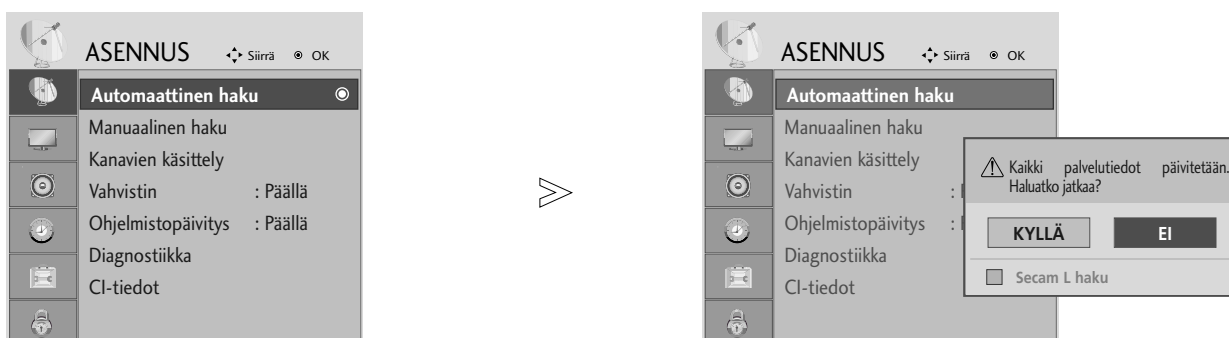 ASENNUS Siirrä OK
Automaattinen haku
Manuaalinen haku
Kanavien käsittely
Vahvistin : Päällä
Ohjelmistopäivitys : Päällä
Diagnostiikka
CI-tiedot
ASENNUS Siirrä OK
Automaattinen haku
Manuaalinen haku
Kanavien käsittely
Vahvistin :
Ohjelmistopäivitys :
Diagnostiikka
CI-tiedot
Kaikki palvelutiedot päivitetään.
Haluatko jatkaa?
KYLLÄ EI
Secam L haku